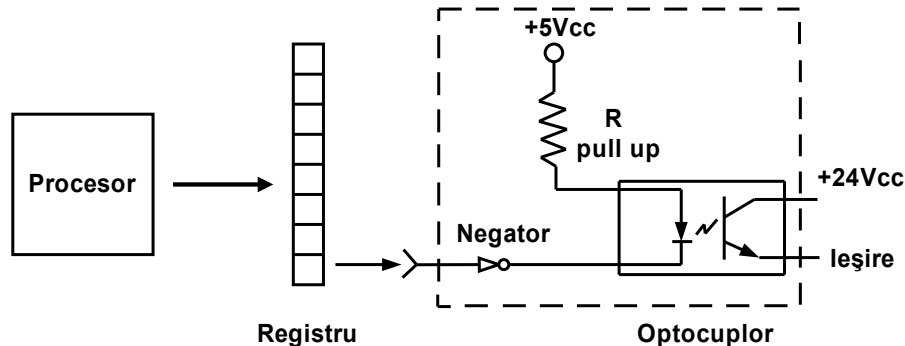 +5Vcc
R
pull up
Procesor
+24Vcc
Negator
Ieşire
Registru
Optocuplor